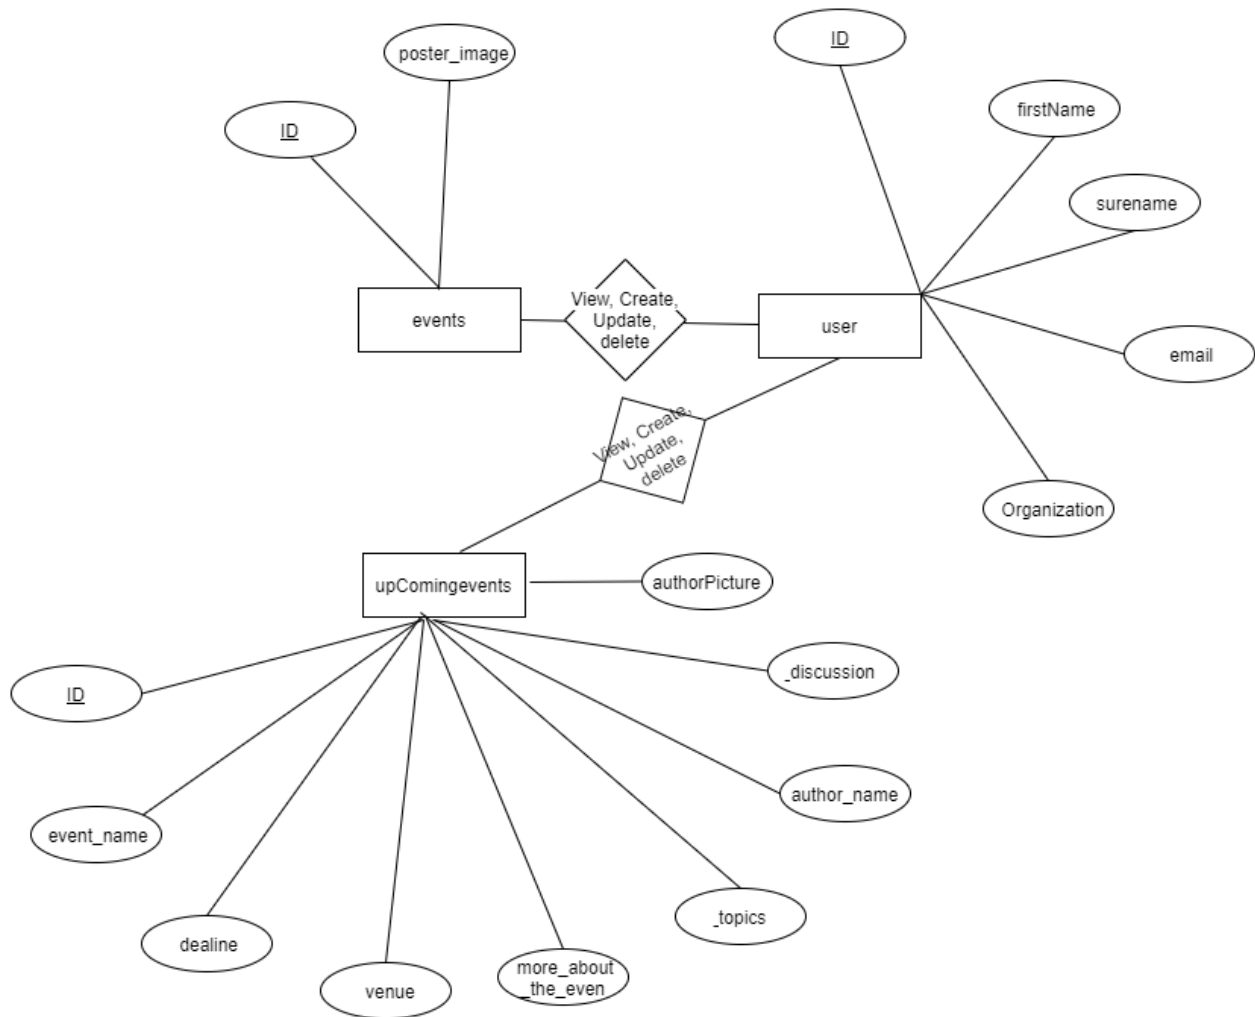 ID
poster_image
firstName
ID
surename
View, Create,
Update,
delete
events
user
email
View, Create,
Update,
delete
Organization
upComingevents
authorPicture
_discussion
ID
author_name
event_name
_topics
dealine
more_about
_the_even
venue